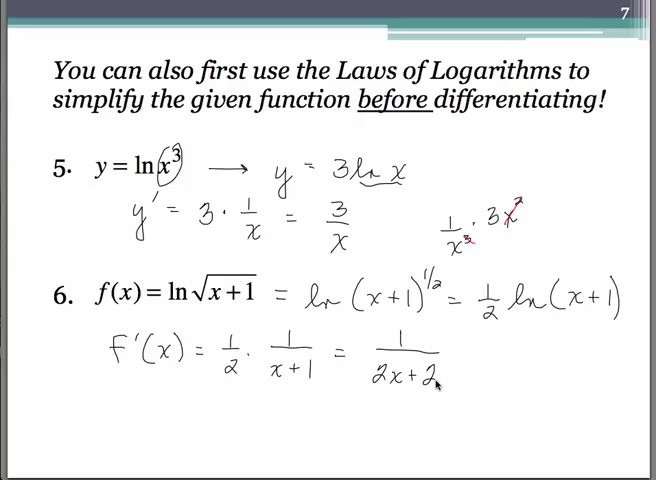 7
You can also first use the Laws of Logarithms to
simplify the given function before differentiating!
5. y = ln x³ → y = 3 ln x
y' = 3 · 1/x = 3/x 1/x³ · 3x²
6. f(x) = ln √(x + 1) = ln (x + 1)^1/2 = 1/2 ln (x + 1)
f'(x) = 1/2 · 1/(x + 1) = 1/(2x + 2)